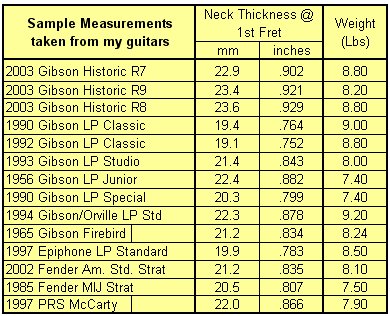 Sample Measurements taken from my guitars Neck Thickness @ 1st Fret Weight (Lbs)
mm inches
2003 Gibson Historic R7 22.9 .902 8.80
2003 Gibson Historic R9 23.4 .921 8.20
2003 Gibson Historic R8 23.6 .929 8.80
1990 Gibson LP Classic 19.4 .764 9.00
1992 Gibson LP Classic 19.1 .752 8.80
1993 Gibson LP Studio 21.4 .843 8.00
1956 Gibson LP Junior 22.4 .882 7.40
1990 Gibson LP Special 20.3 .799 7.40
1994 Gibson/Orville LP Std 22.3 .878 9.20
1965 Gibson Firebird 21.2 .834 8.24
1997 Epiphone LP Standard 19.9 .783 8.50
2002 Fender Am. Std. Strat 21.2 .835 8.10
1985 Fender MIJ Strat 20.5 .807 7.50
1997 PRS McCarty 22.0 .866 7.90